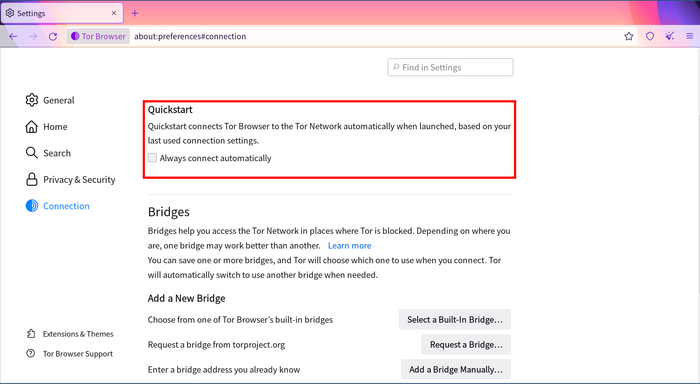 Settings
Tor Browser
about:preferences#connection
Find in Settings
General
Home
Search
Privacy & Security
Connection
Extensions & Themes
Tor Browser Support
Quickstart
Quickstart connects Tor Browser to the Tor Network automatically when launched, based on your
last used connection settings.
Always connect automatically
Bridges
Bridges help you access the Tor Network in places where Tor is blocked. Depending on where you
are, one bridge may work better than another. Learn more
You can save one or more bridges, and Tor will choose which one to use when you connect. Tor
will automatically switch to use another bridge when needed.
Add a New Bridge
Choose from one of Tor Browser's built-in bridges
Select a Built-In Bridge…
Request a bridge from torproject.org
Request a Bridge…
Enter a bridge address you already know
Add a Bridge Manually…